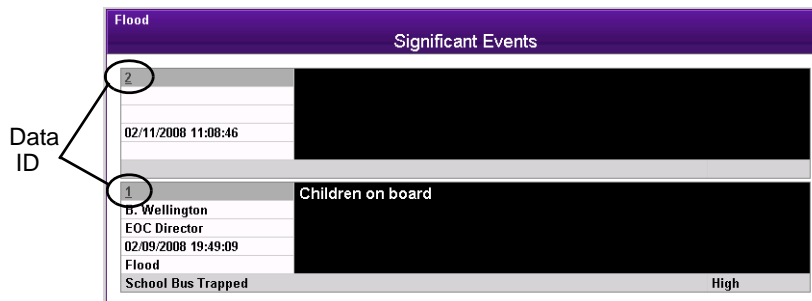 Flood
Significant Events
2
02/11/2008 11:08:46
Data
ID
1
Children on board
B. Wellington
EOC Director
02/09/2008 19:49:09
Flood
School Bus Trapped High